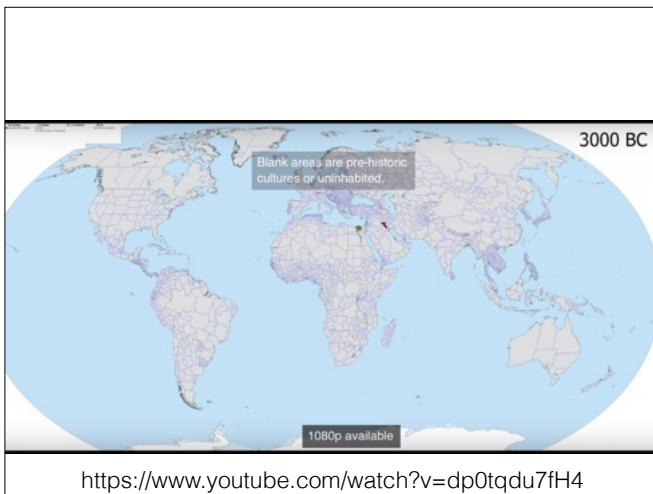 3000 BC
Blank areas are pre-historic
cultures or uninhabited.
1080p available
https://www.youtube.com/watch?v=dp0tqdu7fH4